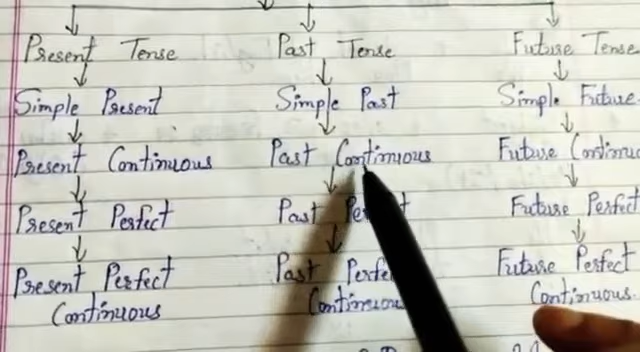 Present Tense Past Tense Future Tense
Simple Present Simple Past Simple Future
Present Continuous Past Continuous Future
Present Perfect Past Future Perfect
Present Perfect Past Future Perfect
Continuous Continuous Continuous